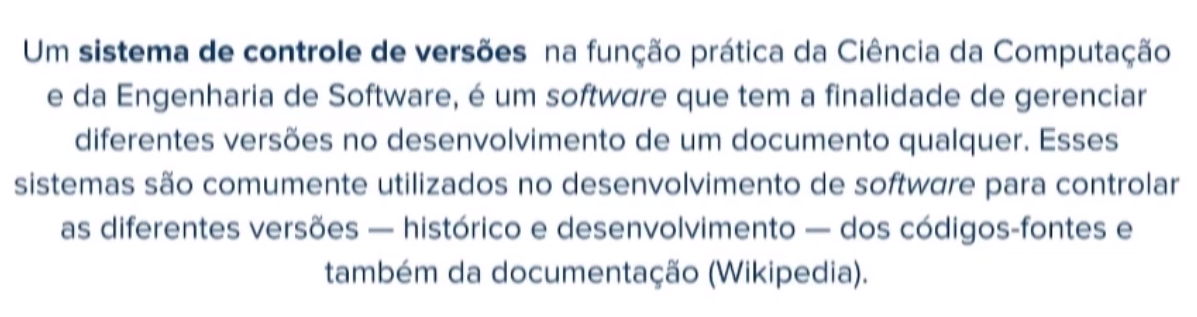 Um sistema de controle de versões na função prática da Ciência da Computação
e da Engenharia de Software, é um software que tem a finalidade de gerenciar
diferentes versões no desenvolvimento de um documento qualquer. Esses
sistemas são comumente utilizados no desenvolvimento de software para controlar
as diferentes versões — histórico e desenvolvimento — dos códigos-fontes e
também da documentação (Wikipedia).